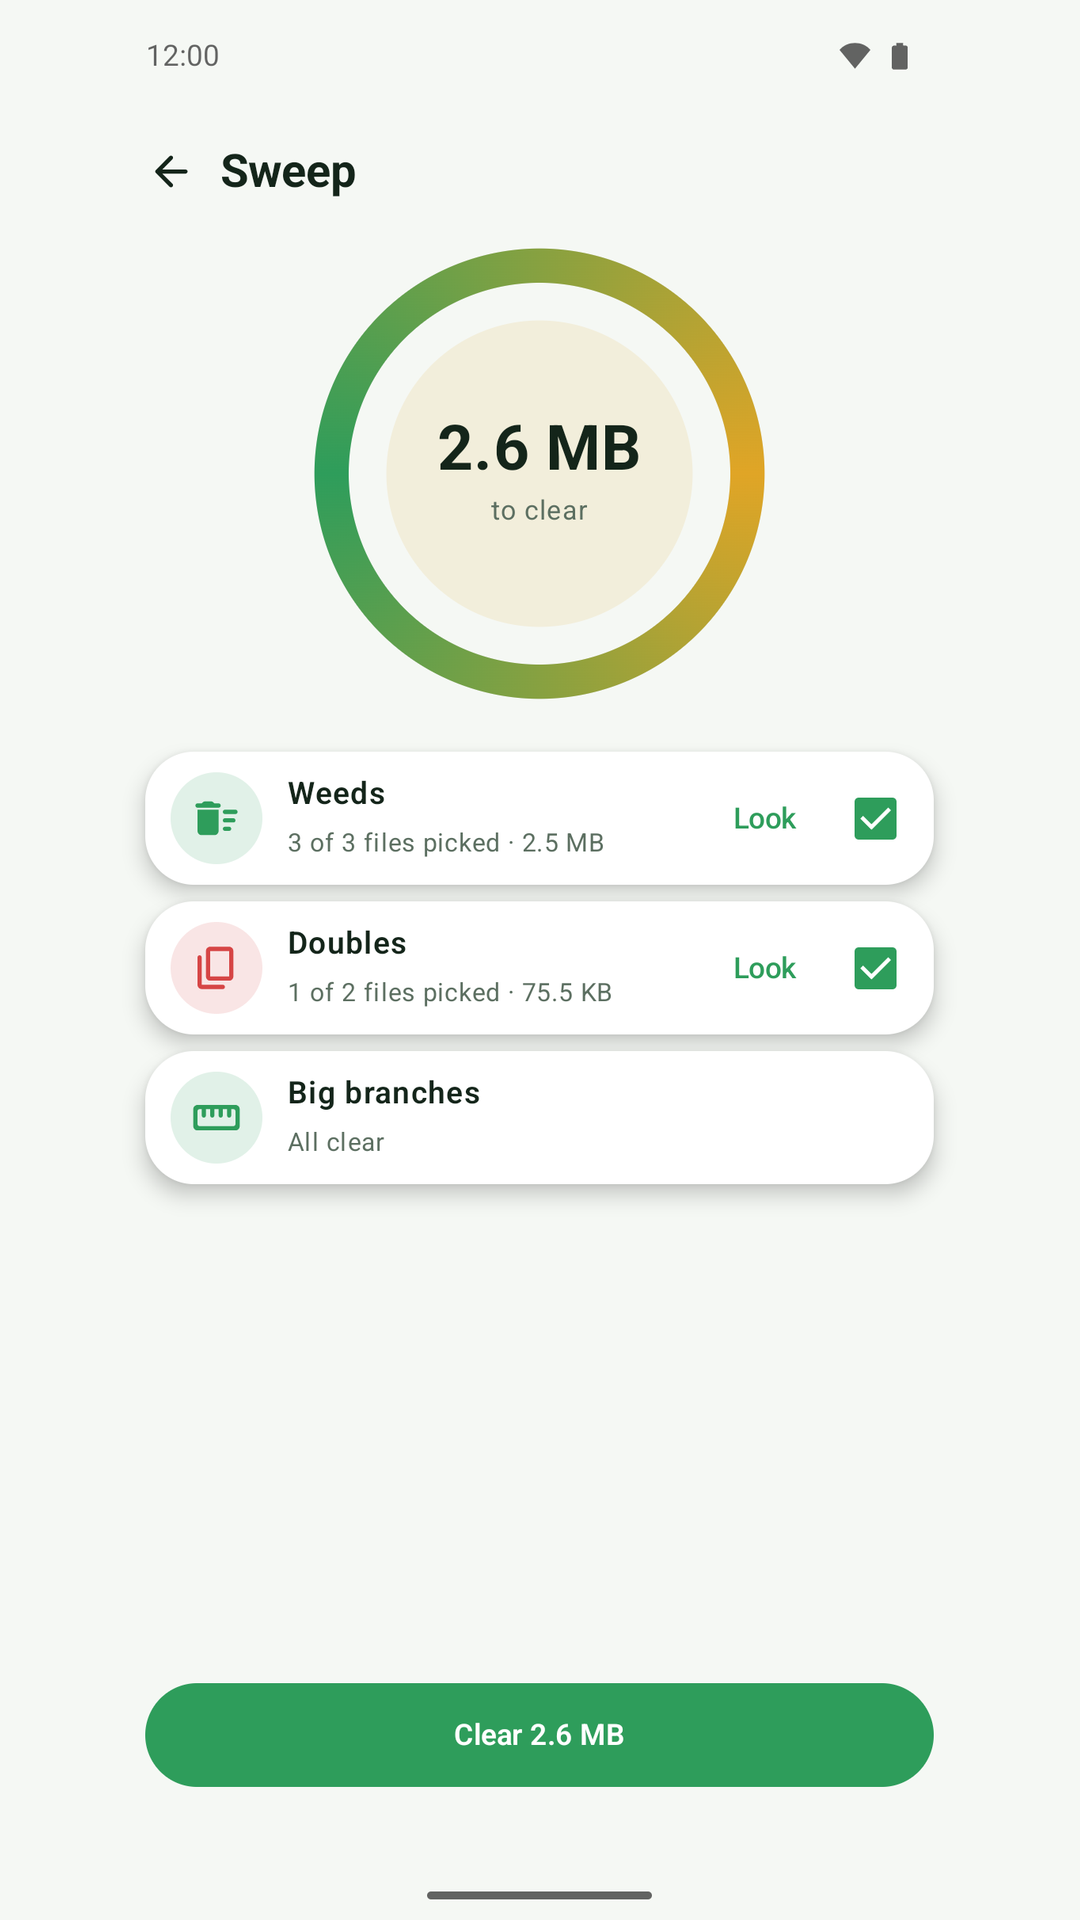 12:00
Sweep
2.6 MB
to clear
Weeds
3 of 3 files picked · 2.5 MB
Look
Doubles
1 of 2 files picked · 75.5 KB
Look
Big branches
All clear
Clear 2.6 MB